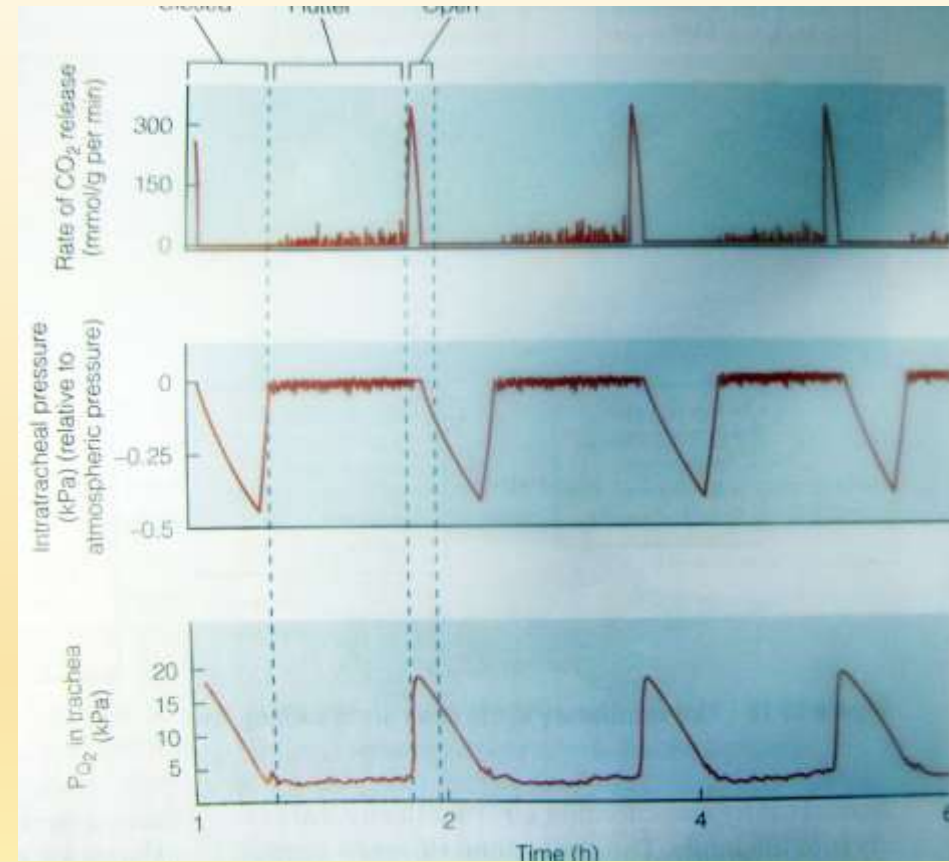 Closed Flutter Open
Rate of CO₂ release
(mmol/g per min)
300
150
0
Intratracheal pressure
(kPa) (relative to
atmospheric pressure)
0
−0.25
−0.5
PO₂ in trachea
(kPa)
20
15
10
5
1 2 4 6
Time (h)